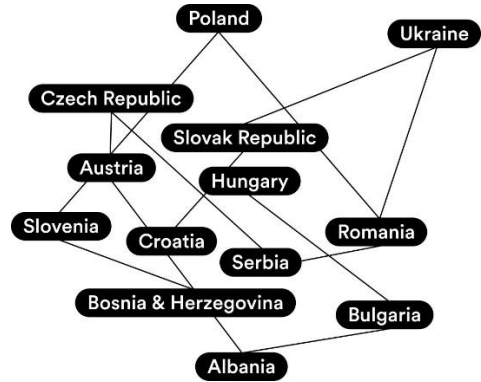 Poland
Ukraine
Czech Republic
Slovak Republic
Austria
Hungary
Slovenia
Croatia
Romania
Serbia
Bosnia & Herzegovina
Bulgaria
Albania